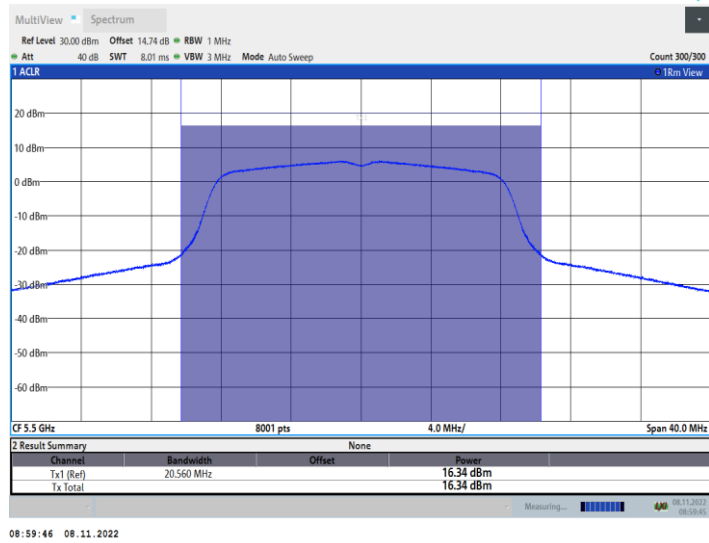 MultiView Spectrum
Ref Level 30.00 dBm Offset 14.74 dB RBW 1 MHz
Att 40 dB SWT 8.01 ms VBW 3 MHz Mode Auto Sweep Count 300/300
1 ACLR 1Rm View
20 dBm
10 dBm
0 dBm
-10 dBm
-20 dBm
-30 dBm
-40 dBm
-50 dBm
-60 dBm
CF 5.5 GHz 8001 pts 4.0 MHz/ Span 40.0 MHz
2 Result Summary None
Channel Bandwidth Offset Power
Tx1 (Ref) 20.560 MHz 16.34 dBm
Tx Total 16.34 dBm
Measuring... 08.11.2022
08:59:45
08:59:46 08.11.2022